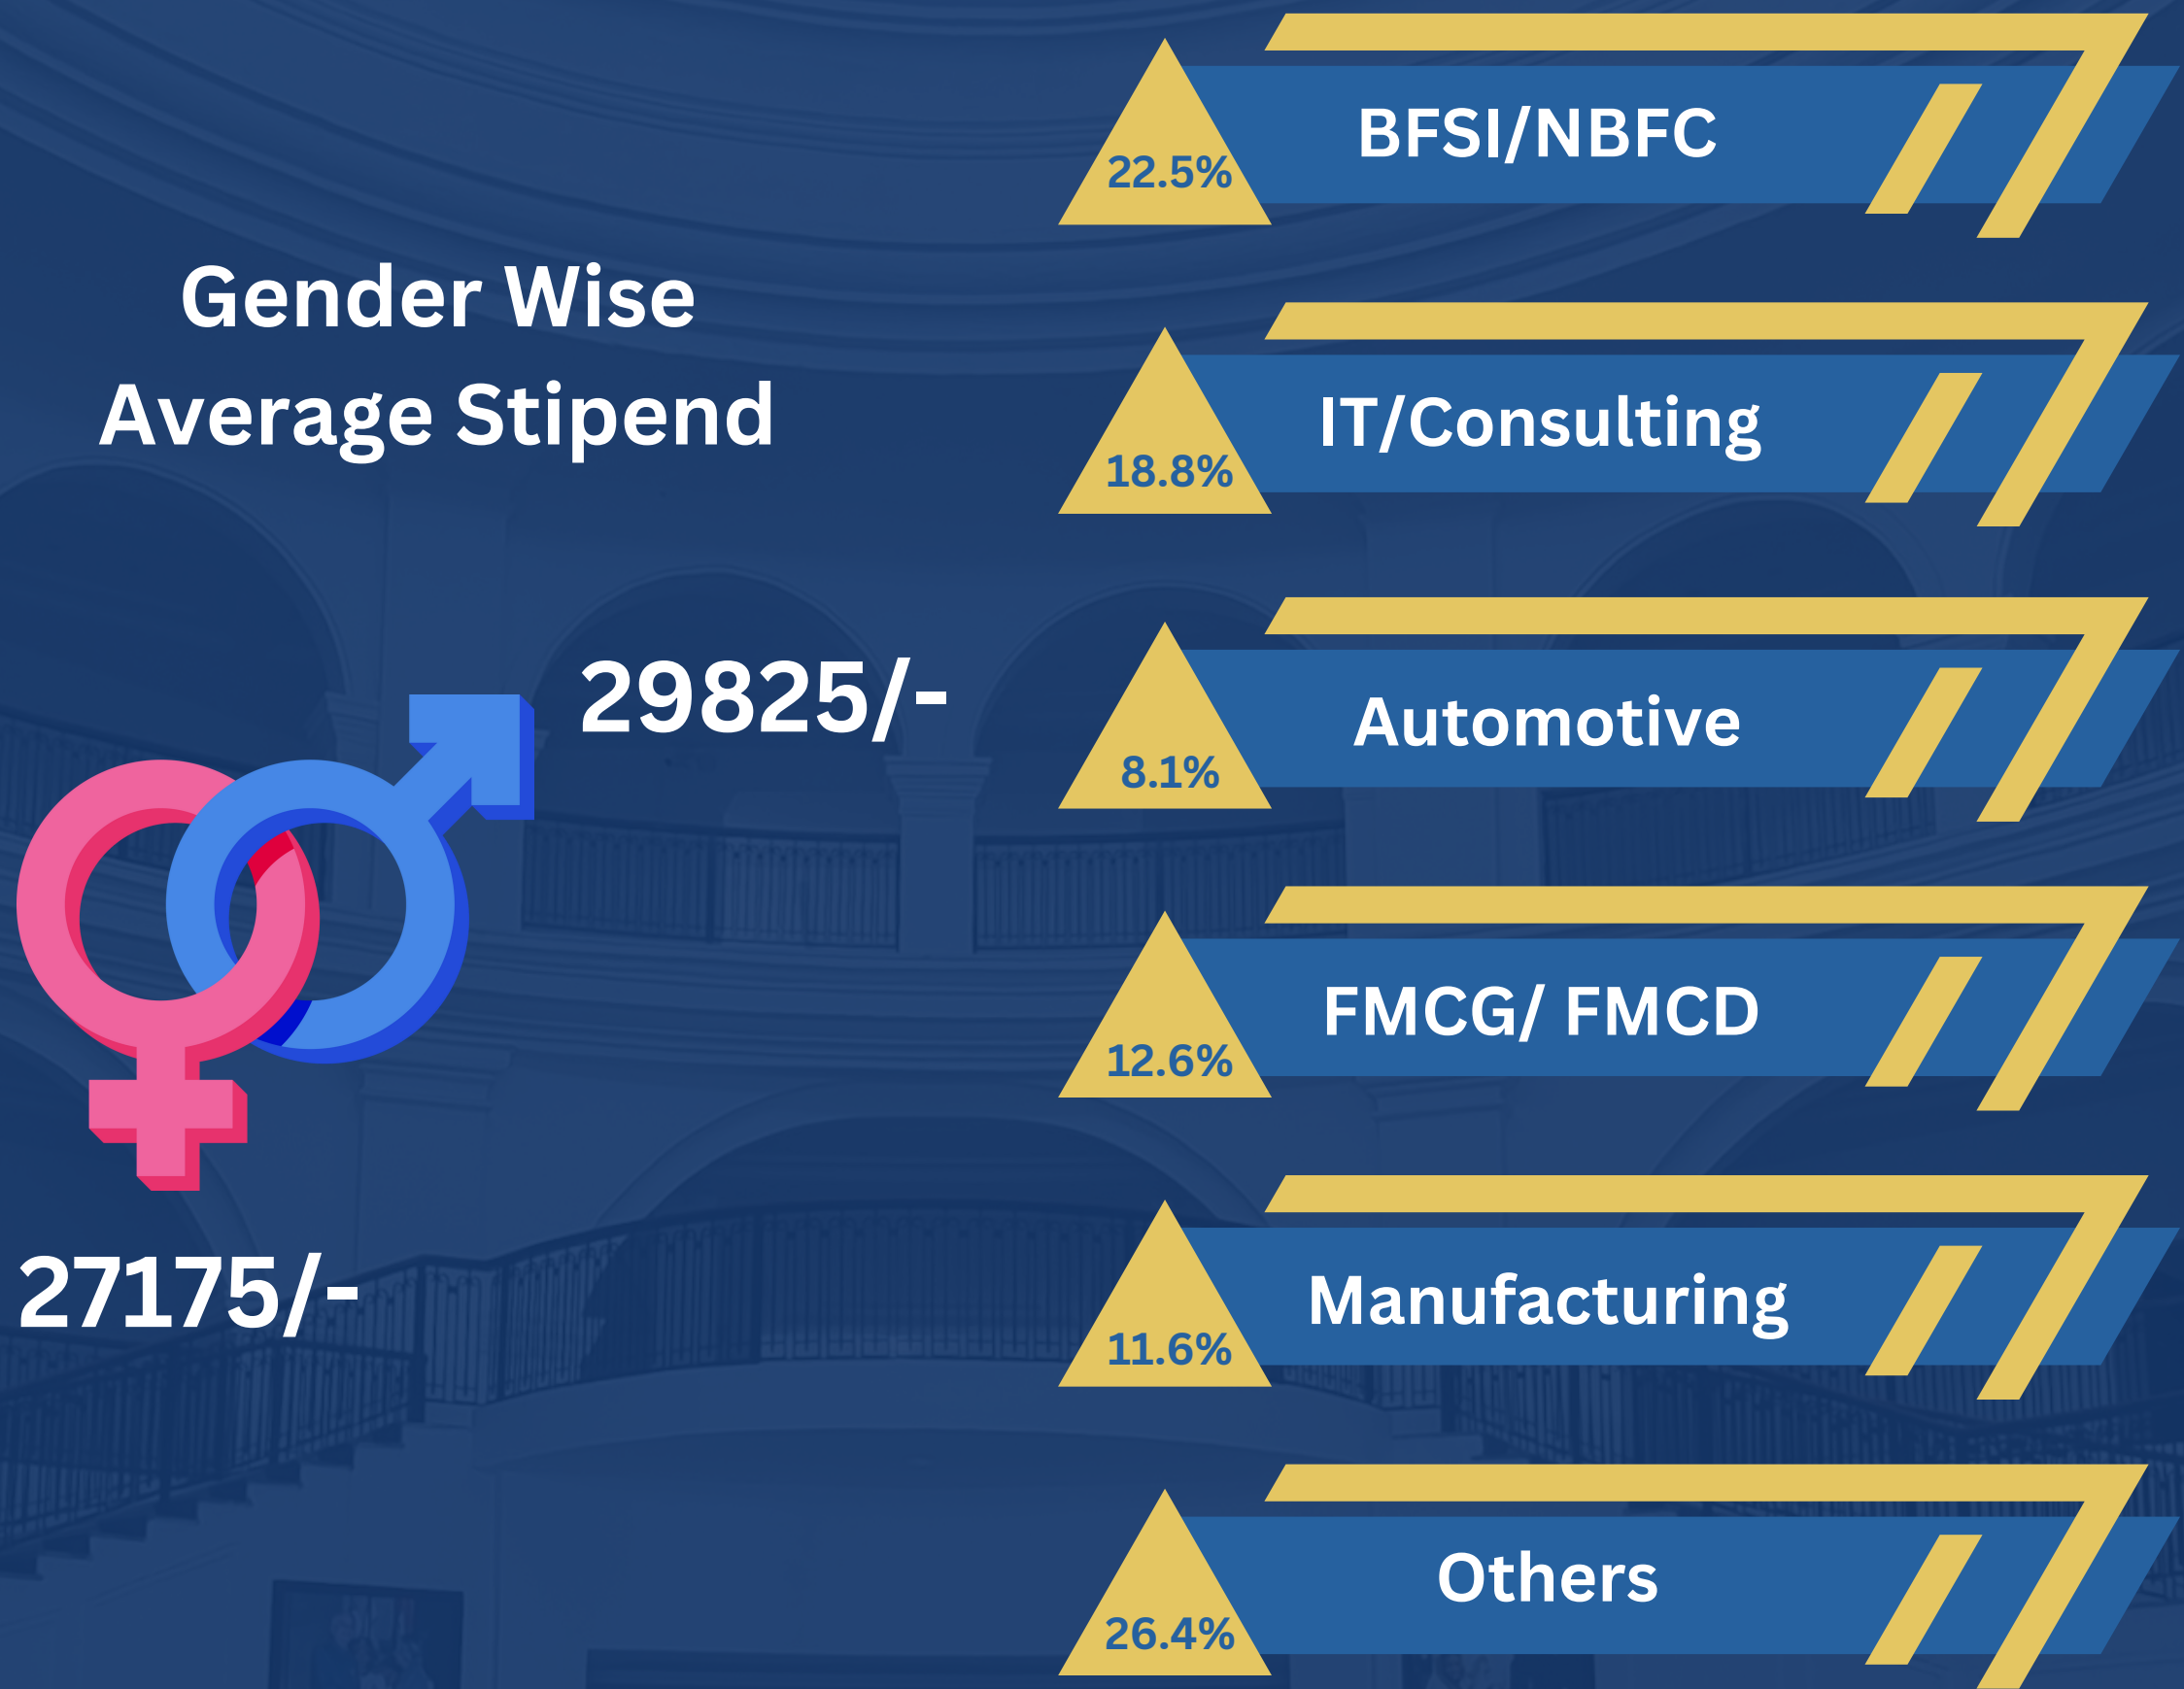 Gender Wise
Average Stipend
29825/-
27175/-
BFSI/NBFC
22.5%
IT/Consulting
18.8%
Automotive
8.1%
FMCG/ FMCD
12.6%
Manufacturing
11.6%
Others
26.4%